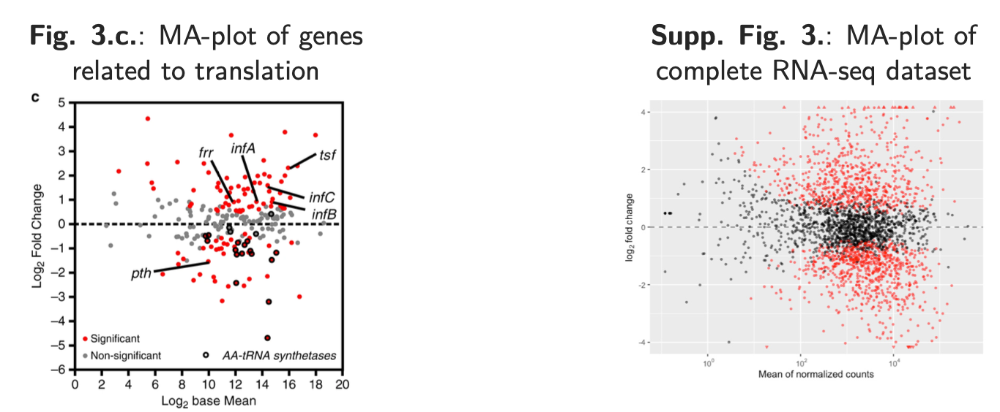 Fig. 3.c.: MA-plot of genes
related to translation
c
5
4
3
2
1
0
–1
–2
–3
–4
–5
–6
Log2 Fold Change
frr
infA
tsf
infC
infB
pth
Significant
Non-significant
AA-tRNA synthetases
0 2 4 6 8 10 12 14 16 18 20
Log2 base Mean
Supp. Fig. 3.: MA-plot of
complete RNA-seq dataset
4
2
0
-2
-4
log2 fold change
10^0 10^2 10^4
Mean of normalized counts